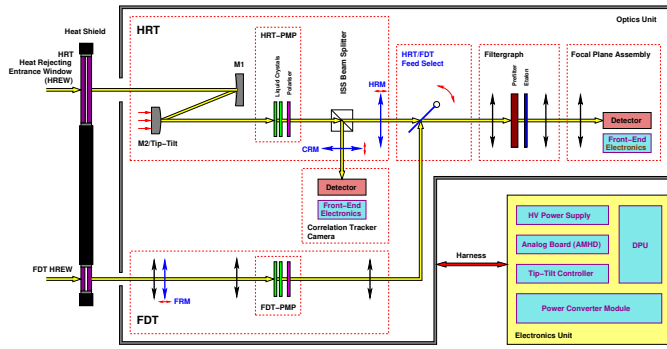 Heat Shield
Optics Unit
HRT
Heat Rejecting
Entrance Window
(HREW)
HRT
HRT−PMP
M1
Liquid Crystals
Polariser
ISS Beam Splitter
HRM
HRT/FDT
Feed Select
Filtergraph
Prefilter
Etalon
Focal Plane Assembly
Detector
Front−End
Electronics
M2/Tip−Tilt
CRM
Detector
Front−End
Electronics
Correlation Tracker
Camera
FDT HREW
FRM
FDT−PMP
FDT
Harness
HV Power Supply
Analog Board (AMHD)
Tip−Tilt Controller
DPU
Power Converter Module
Electronics Unit